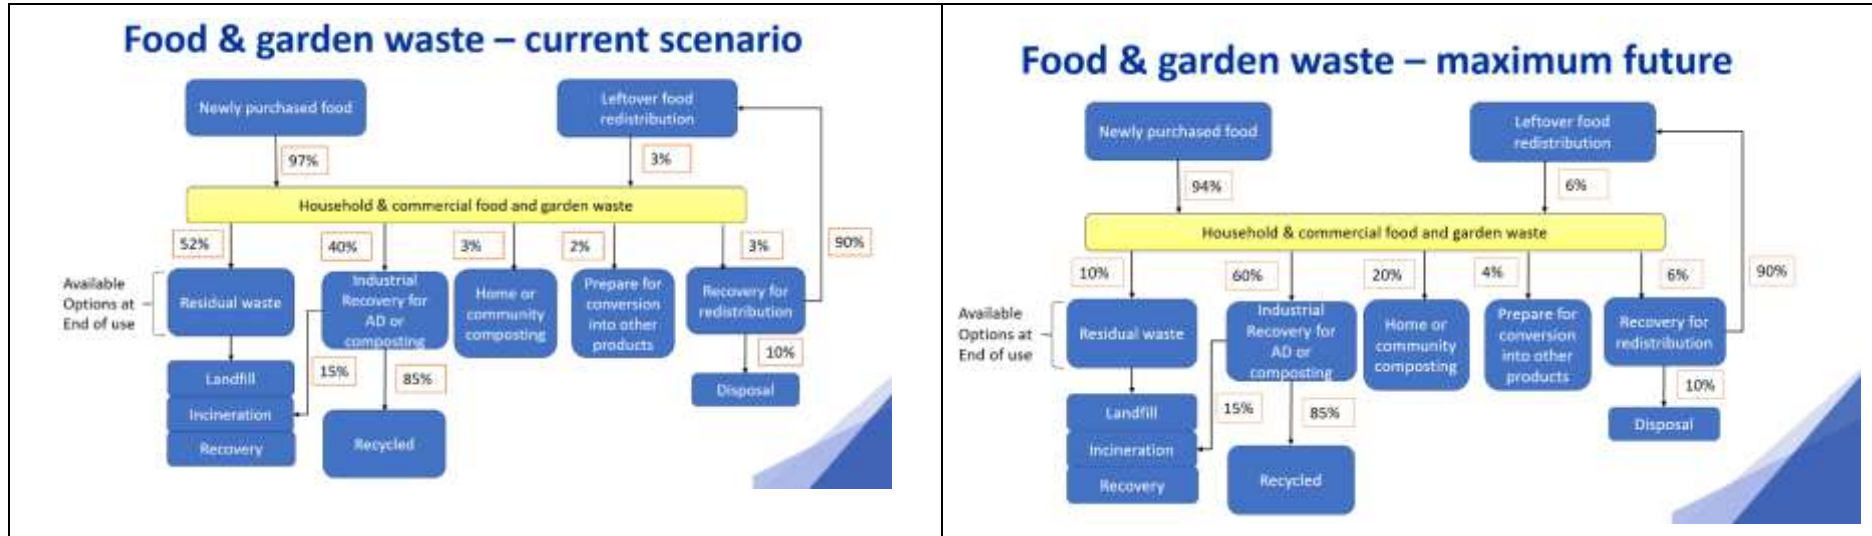 Food & garden waste – current scenario
Newly purchased food
Leftover food
redistribution
97%
3%
Household & commercial food and garden waste
52%
40%
3%
2%
3%
90%
Available
Options at
End of use
Residual waste
Industrial
Recovery for
AD or
composting
Home or
community
composting
Prepare for
conversion
into other
products
Recovery for
redistribution
15%
85%
10%
Landfill
Incineration
Recovery
Recycled
Disposal
Food & garden waste – maximum future
Newly purchased food
Leftover food
redistribution
94%
6%
Household & commercial food and garden waste
10%
60%
20%
4%
6%
90%
Available
Options at
End of use
Residual waste
Industrial
Recovery for
AD or
composting
Home or
community
composting
Prepare for
conversion
into other
products
Recovery for
redistribution
15%
85%
10%
Landfill
Incineration
Recovery
Recycled
Disposal